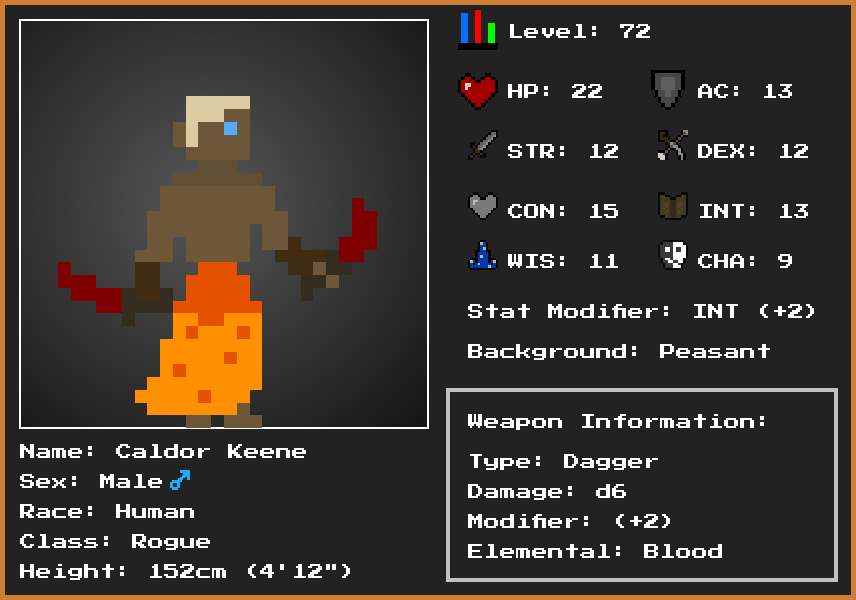 Level: 72
HP: 22
AC: 13
STR: 12
DEX: 12
CON: 15
INT: 13
WIS: 11
CHA: 9
Stat Modifier: INT (+2)
Background: Peasant
Weapon Information:
Type: Dagger
Damage: d6
Modifier: (+2)
Elemental: Blood
Name: Caldor Keene
Sex: Male ♂
Race: Human
Class: Rogue
Height: 152cm (4'12")